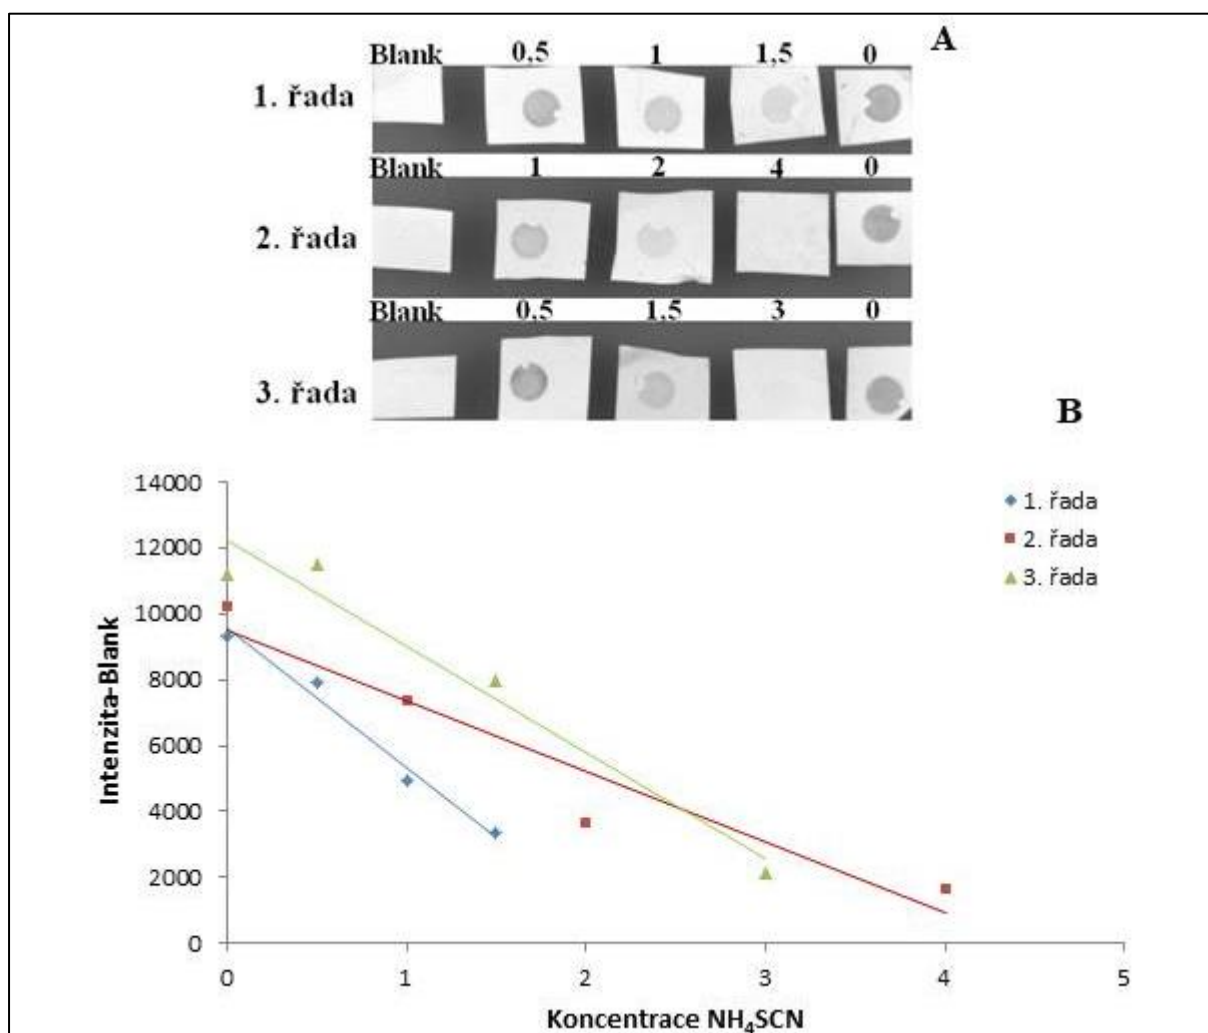 A
Blank 0,5 1 1,5 0
1. řada
Blank 1 2 4 0
2. řada
Blank 0,5 1,5 3 0
3. řada
B
14000
12000
10000
8000
6000
4000
2000
0
0 1 2 3 4 5
Intenzita-Blank
Koncentrace NH₄SCN
1. řada
2. řada
3. řada